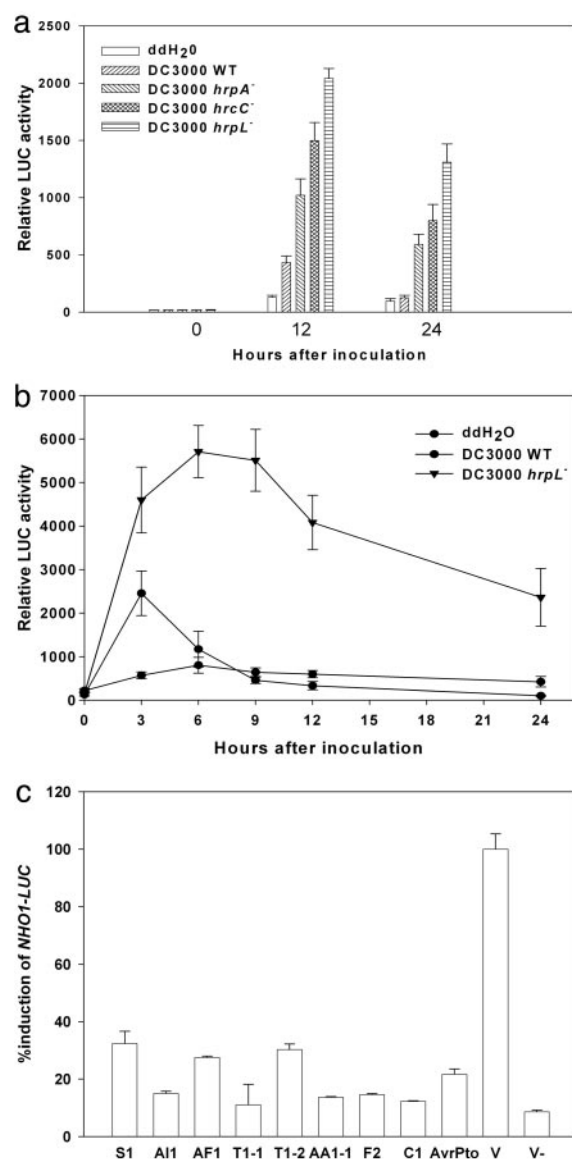 a
2500
2000
1500
1000
500
0
Relative LUC activity
ddH20
DC3000 WT
DC3000 hrpA-
DC3000 hrcC-
DC3000 hrpL-
0 12 24
Hours after inoculation
b
7000
6000
5000
4000
3000
2000
1000
0
Relative LUC activity
ddH2O
DC3000 WT
DC3000 hrpL-
0 3 6 9 12 15 18 21 24
Hours after inoculation
c
120
100
80
60
40
20
0
%induction of NHO1-LUC
S1 AI1 AF1 T1-1 T1-2 AA1-1 F2 C1 AvrPto V V-